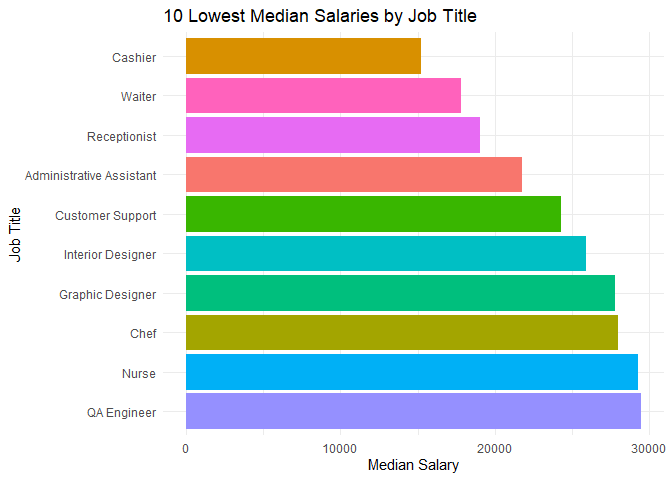 10 Lowest Median Salaries by Job Title
Cashier
Waiter
Receptionist
Administrative Assistant
Customer Support
Interior Designer
Graphic Designer
Chef
Nurse
QA Engineer
Job Title
0 10000 20000 30000
Median Salary